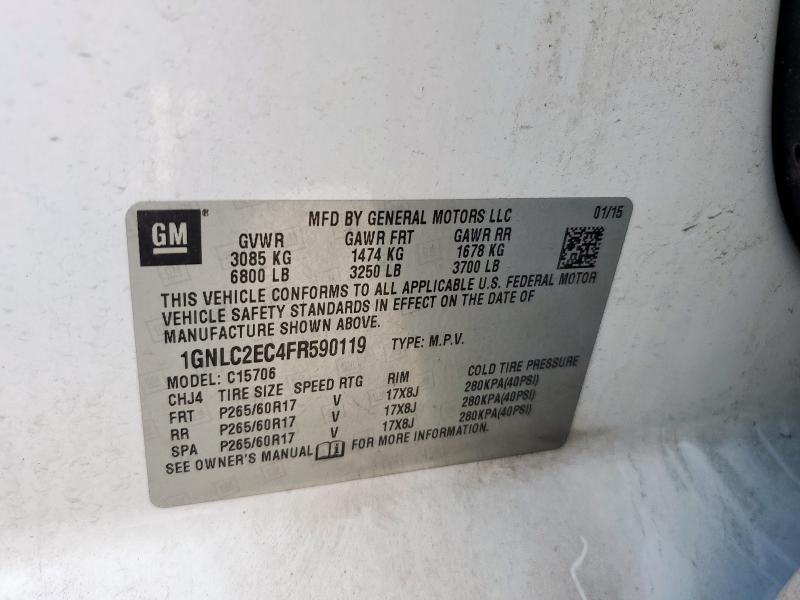 GM®
MFD BY GENERAL MOTORS LLC 01/15
GVWR GAWR FRT GAWR RR
3085 KG 1474 KG 1678 KG
6800 LB 3250 LB 3700 LB
THIS VEHICLE CONFORMS TO ALL APPLICABLE U.S. FEDERAL MOTOR
VEHICLE SAFETY STANDARDS IN EFFECT ON THE DATE OF
MANUFACTURE SHOWN ABOVE.
1GNLC2EC4FR590119 TYPE: M.P.V.
MODEL: C15706
CHJ4 TIRE SIZE SPEED RTG RIM COLD TIRE PRESSURE
FRT P265/60R17 V 17X8J 280KPA(40PSI)
RR P265/60R17 V 17X8J 280KPA(40PSI)
SPA P265/60R17 V 17X8J 280KPA(40PSI)
SEE OWNER'S MANUAL FOR MORE INFORMATION.